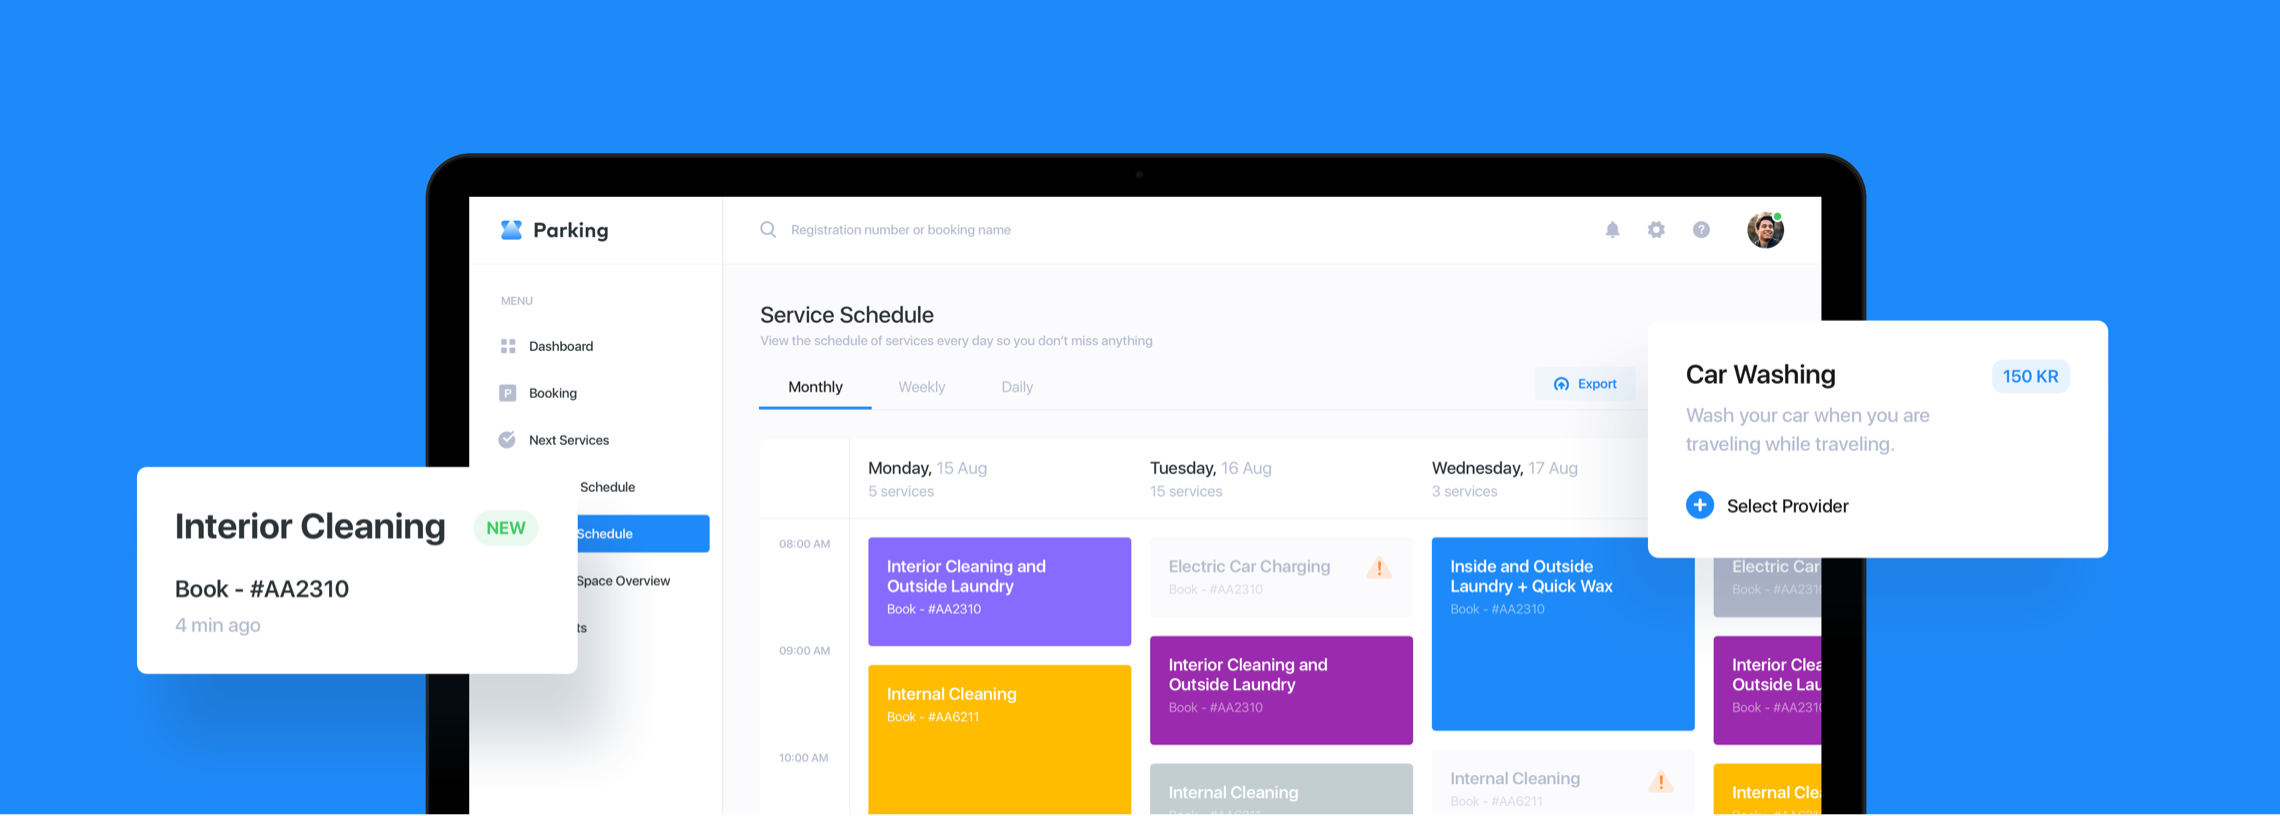 Parking
Registration number or booking name
MENU
Dashboard
P
Booking
Next Services
Schedule
Schedule
Space Overview
ts
Interior Cleaning
NEW
Book - #AA2310
4 min ago
Service Schedule
View the schedule of services every day so you don't miss anything
Monthly
Weekly
Daily
Export
Monday, 15 Aug
5 services
Tuesday, 16 Aug
15 services
Wednesday, 17 Aug
3 services
08:00 AM
09:00 AM
10:00 AM
Interior Cleaning and
Outside Laundry
Book - #AA2310
Internal Cleaning
Book - #AA6211
Electric Car Charging
Book - #AA2310
Interior Cleaning and
Outside Laundry
Book - #AA2310
Internal Cleaning
Book - #AA6211
Inside and Outside
Laundry + Quick Wax
Book - #AA2310
Internal Cleaning
Book - #AA6211
Electric Car
Book - #AA231
Interior Clea
Outside Lau
Book - #AA231
Internal Clea
Car Washing
150 KR
Wash your car when you are
traveling while traveling.
Select Provider